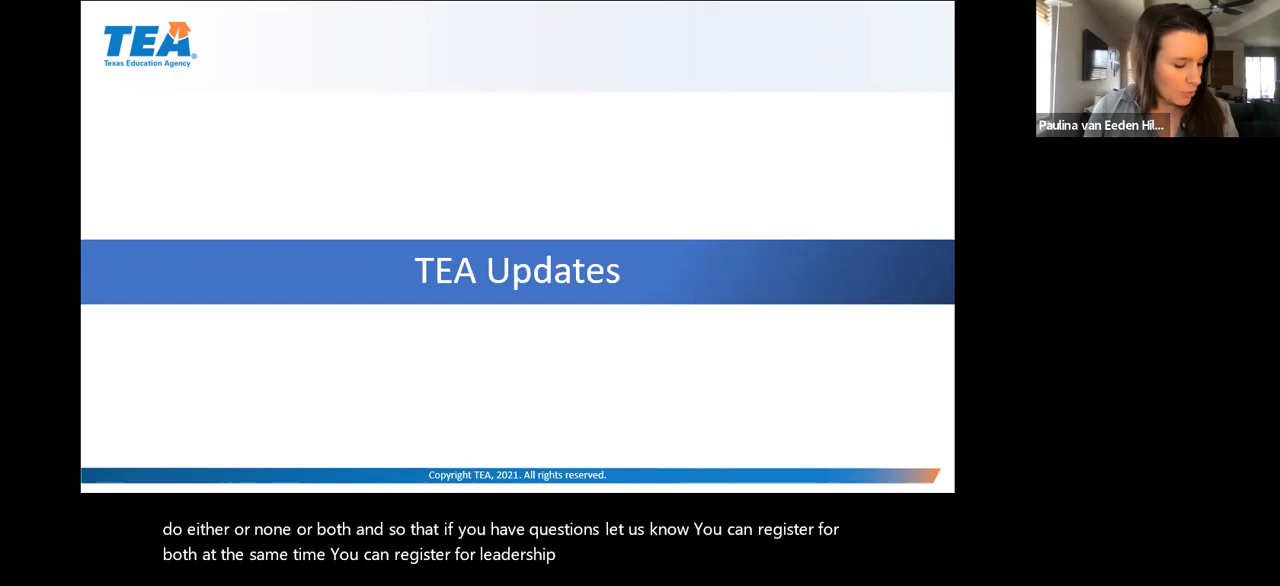 TEA
Texas Education Agency
Paulina van Eeden Hil...
TEA Updates
Copyright TEA, 2021. All rights reserved.
do either or none or both and so that if you have questions let us know You can register for
both at the same time You can register for leadership